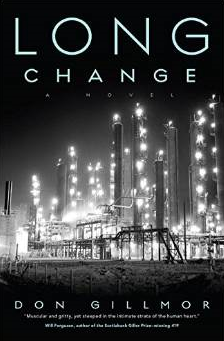 LONG
CHANGE
A NOVEL
DON GILLMOR
"Muscular and gritty, yet steeped in the intimate strata of the human heart."
Will Ferguson, author of the Scotiabank Giller Prize-winning 419